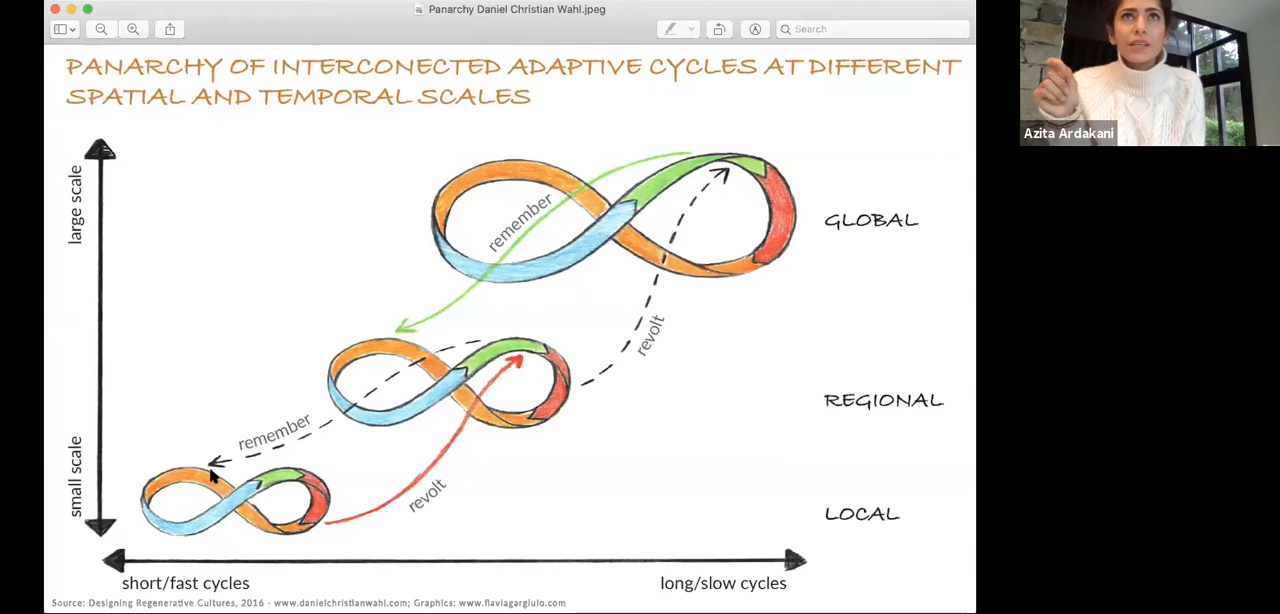 Panarchy Daniel Christian Wahl.jpeg
Search
PANARCHY OF INTERCONECTED ADAPTIVE CYCLES AT DIFFERENT
SPATIAL AND TEMPORAL SCALES
Azita Ardakani
large scale
remember
GLOBAL
revolt
REGIONAL
remember
small scale
revolt
LOCAL
short/fast cycles
long/slow cycles
Source: Designing Regenerative Cultures, 2016 - www.danielchristianwahl.com; Graphics: www.flaviagargiulo.com